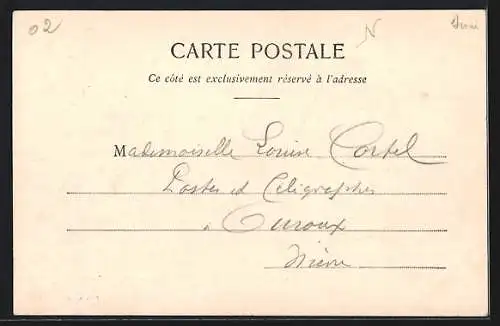 02
N
CARTE POSTALE
Ce côté est exclusivement réservé à l'adresse
Mademoiselle Louise Cortel
Postes et Télégraphes
à Ouroux
Nièvre